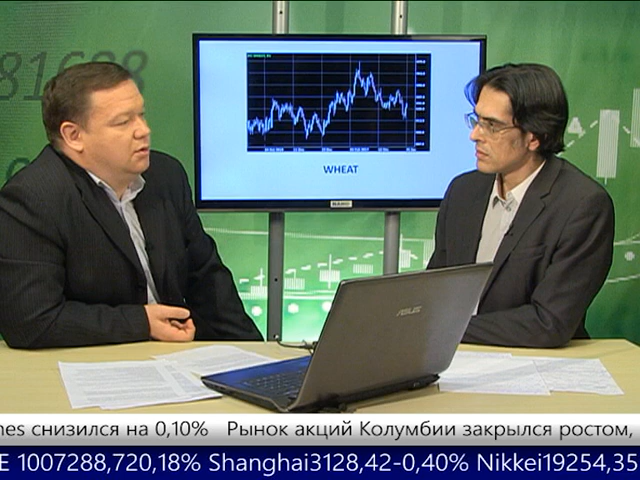 81628
WHEAT
ASUS
nes снизился на 0,10% Рынок акций Колумбии закрылся ростом,
E 1007288,720,18% Shanghai3128,42-0,40% Nikkei19254,35